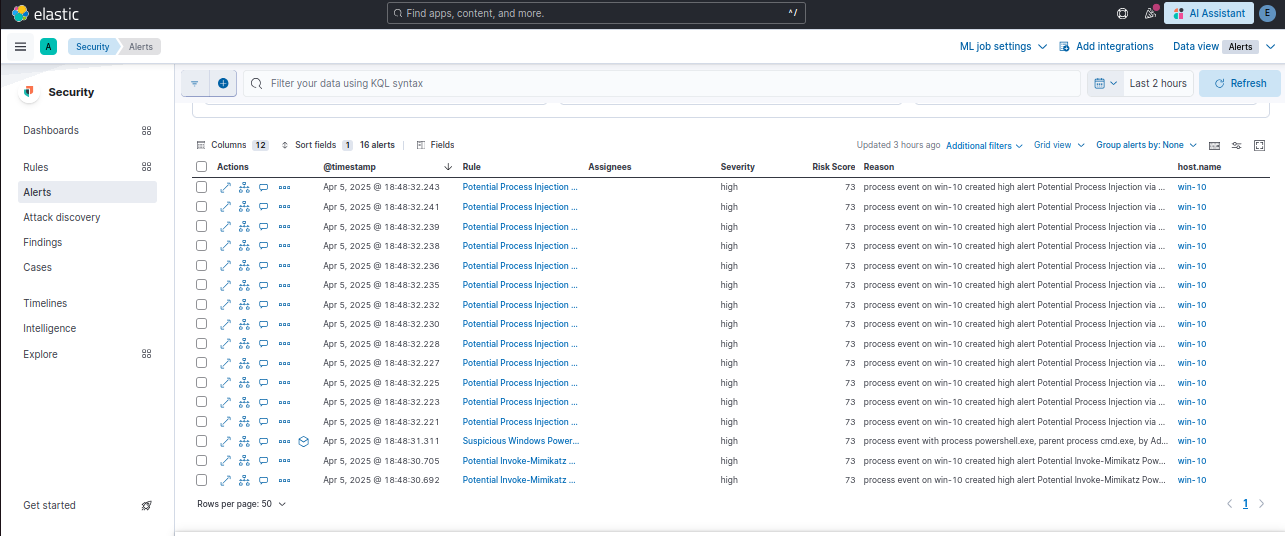 elastic
Find apps, content, and more.
^/
AI Assistant
E
A
Security
Alerts
ML job settings
Add integrations
Data view
Alerts
Security
Filter your data using KQL syntax
Last 2 hours
Refresh
Dashboards
Rules
Alerts
Attack discovery
Findings
Cases
Timelines
Intelligence
Explore
Get started
Columns 12 Sort fields 1 16 alerts Fields Updated 3 hours ago Additional filters Grid view Group alerts by: None
Actions @timestamp Rule Assignees Severity Risk Score Reason host.name
Apr 5, 2025 @ 18:48:32.243 Potential Process Injection ... high 73 process event on win-10 created high alert Potential Process Injection via ... win-10
Apr 5, 2025 @ 18:48:32.241 Potential Process Injection ... high 73 process event on win-10 created high alert Potential Process Injection via ... win-10
Apr 5, 2025 @ 18:48:32.239 Potential Process Injection ... high 73 process event on win-10 created high alert Potential Process Injection via ... win-10
Apr 5, 2025 @ 18:48:32.238 Potential Process Injection ... high 73 process event on win-10 created high alert Potential Process Injection via ... win-10
Apr 5, 2025 @ 18:48:32.236 Potential Process Injection ... high 73 process event on win-10 created high alert Potential Process Injection via ... win-10
Apr 5, 2025 @ 18:48:32.235 Potential Process Injection ... high 73 process event on win-10 created high alert Potential Process Injection via ... win-10
Apr 5, 2025 @ 18:48:32.232 Potential Process Injection ... high 73 process event on win-10 created high alert Potential Process Injection via ... win-10
Apr 5, 2025 @ 18:48:32.230 Potential Process Injection ... high 73 process event on win-10 created high alert Potential Process Injection via ... win-10
Apr 5, 2025 @ 18:48:32.228 Potential Process Injection ... high 73 process event on win-10 created high alert Potential Process Injection via ... win-10
Apr 5, 2025 @ 18:48:32.227 Potential Process Injection ... high 73 process event on win-10 created high alert Potential Process Injection via ... win-10
Apr 5, 2025 @ 18:48:32.225 Potential Process Injection ... high 73 process event on win-10 created high alert Potential Process Injection via ... win-10
Apr 5, 2025 @ 18:48:32.223 Potential Process Injection ... high 73 process event on win-10 created high alert Potential Process Injection via ... win-10
Apr 5, 2025 @ 18:48:32.221 Potential Process Injection ... high 73 process event on win-10 created high alert Potential Process Injection via ... win-10
Apr 5, 2025 @ 18:48:31.311 Suspicious Windows Power... high 73 process event with process powershell.exe, parent process cmd.exe, by Ad... win-10
Apr 5, 2025 @ 18:48:30.705 Potential Invoke-Mimikatz ... high 73 process event on win-10 created high alert Potential Invoke-Mimikatz Pow... win-10
Apr 5, 2025 @ 18:48:30.692 Potential Invoke-Mimikatz ... high 73 process event on win-10 created high alert Potential Invoke-Mimikatz Pow... win-10
Rows per page: 50
1